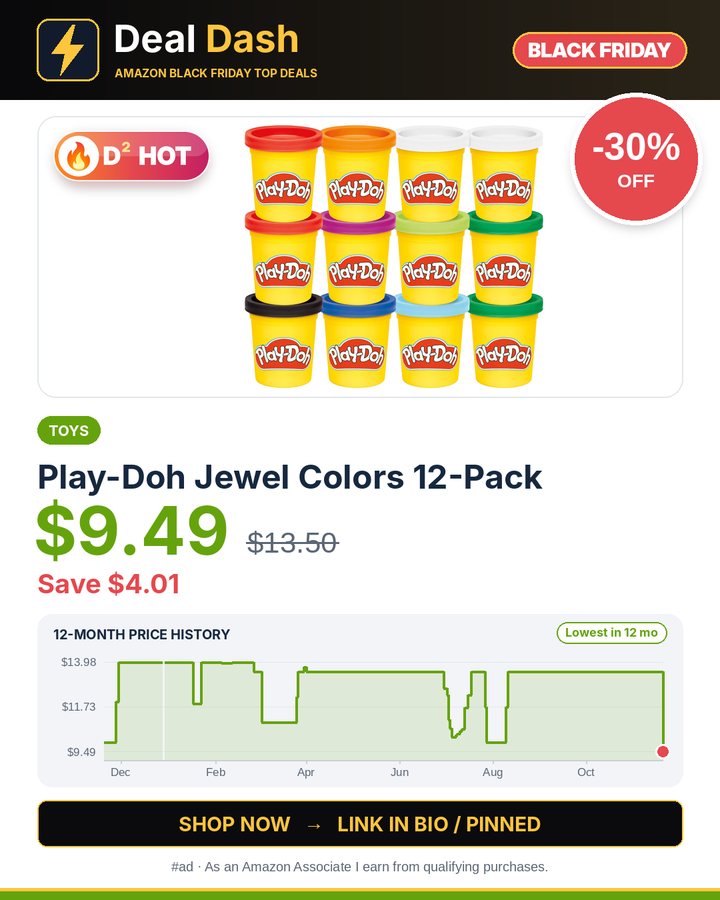 Deal Dash
AMAZON BLACK FRIDAY TOP DEALS
BLACK FRIDAY
D² HOT
-30%
OFF
Play-Doh Play-Doh Play-Doh Play-Doh
Play-Doh Play-Doh Play-Doh Play-Doh
Play-Doh Play-Doh Play-Doh Play-Doh
TOYS
Play-Doh Jewel Colors 12-Pack
$9.49 $13.50
Save $4.01
12-MONTH PRICE HISTORY
Lowest in 12 mo
$13.98
$11.73
$9.49
Dec Feb Apr Jun Aug Oct
SHOP NOW → LINK IN BIO / PINNED
#ad · As an Amazon Associate I earn from qualifying purchases.